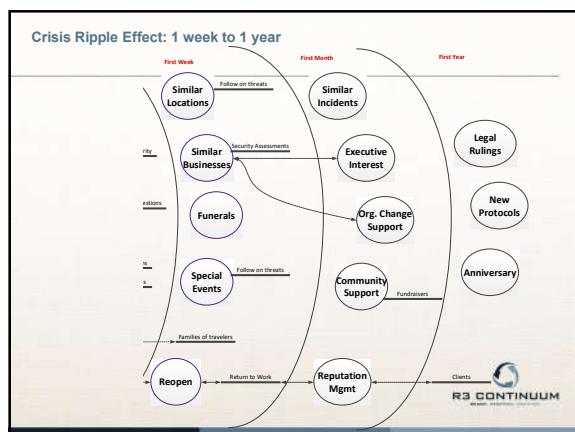 Crisis Ripple Effect: 1 week to 1 year
First Week
First Month
First Year
Similar
Locations
Follow on threats
Similar
Incidents
rity
Similar
Businesses
Security Assessments
Executive
Interest
Legal
Rulings
estions
Funerals
Org. Change
Support
New
Protocols
Special
Events
Follow on threats
Community
Support
Fundraisers
Anniversary
Families of travelers
Reopen
Return to Work
Reputation
Mgmt
Clients
R3 CONTINUUM